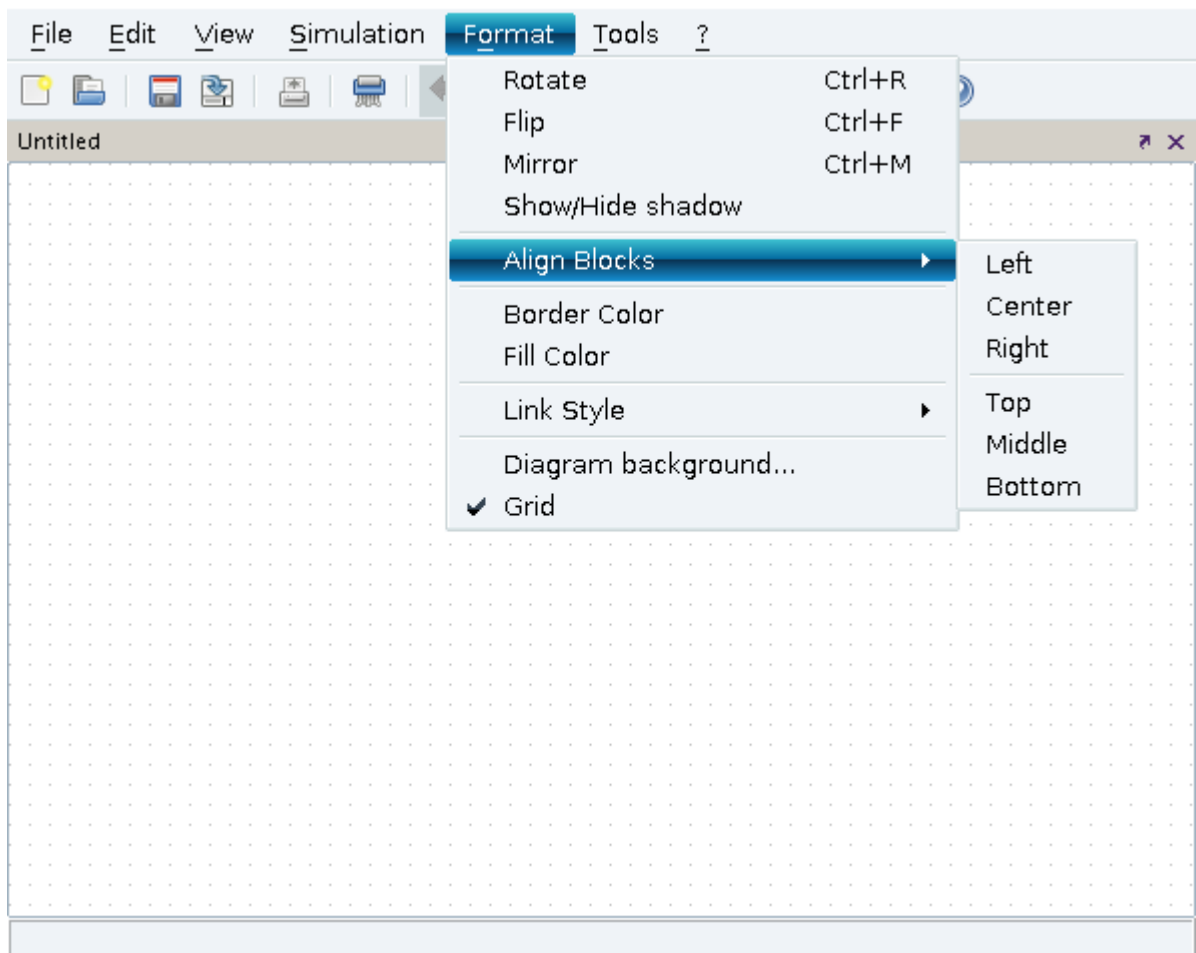 File Edit View Simulation Format Tools ?
Rotate Ctrl+R
Flip Ctrl+F
Untitled
Mirror Ctrl+M
Show/Hide shadow
Align Blocks
Left
Center
Right
Top
Middle
Bottom
Border Color
Fill Color
Link Style
Diagram background...
Grid